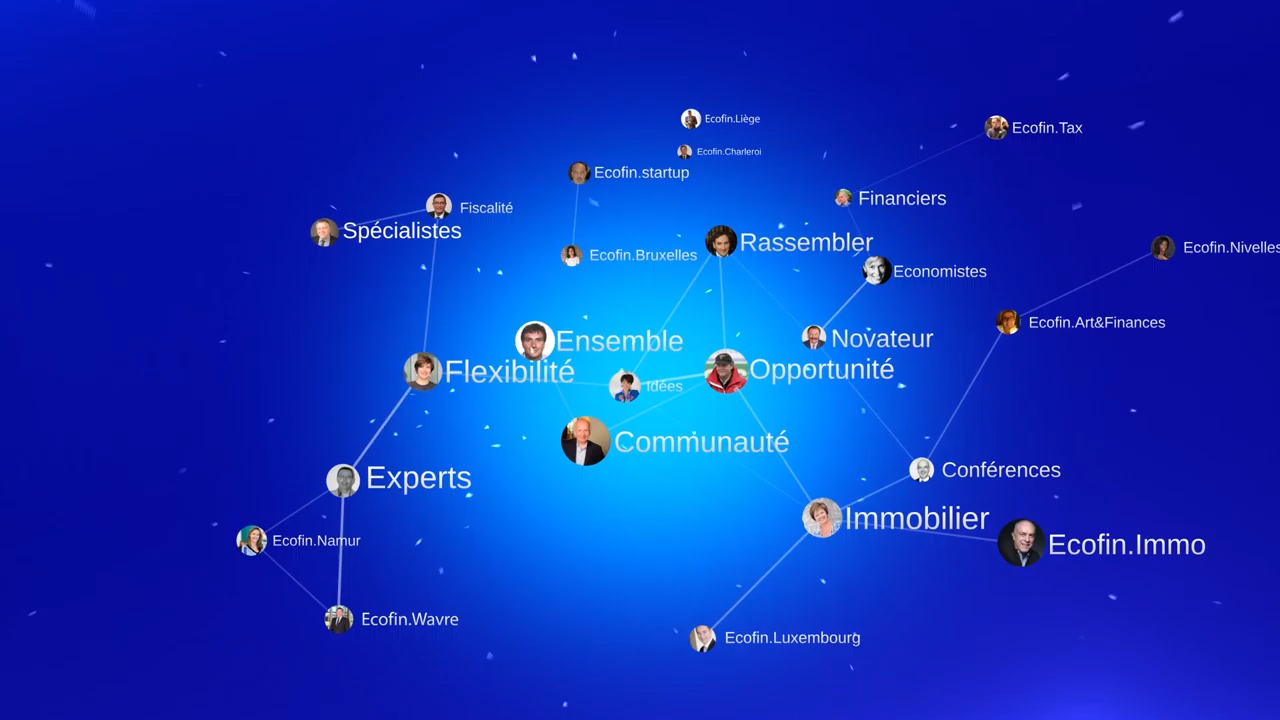 Ecofin.Liège
Ecofin.Tax
Ecofin.Charleroi
Ecofin.startup
Financiers
Fiscalité
Spécialistes
Rassembler
Ecofin.Nivelles
Ecofin.Bruxelles
Economistes
Ecofin.Art&Finances
Ensemble
Novateur
Flexibilité
Idées
Opportunité
Communauté
Conférences
Experts
Immobilier
Ecofin.Namur
Ecofin.Immo
Ecofin.Wavre
Ecofin.Luxembourg